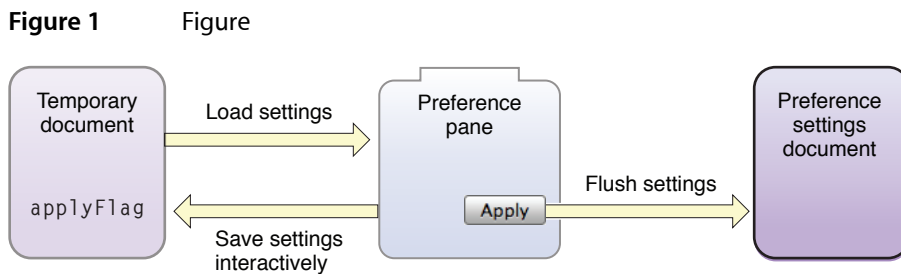 Figure 1 Figure
Temporary
document
applyFlag
Load settings
Save settings
interactively
Preference
pane
Apply
Flush settings
Preference
settings
document